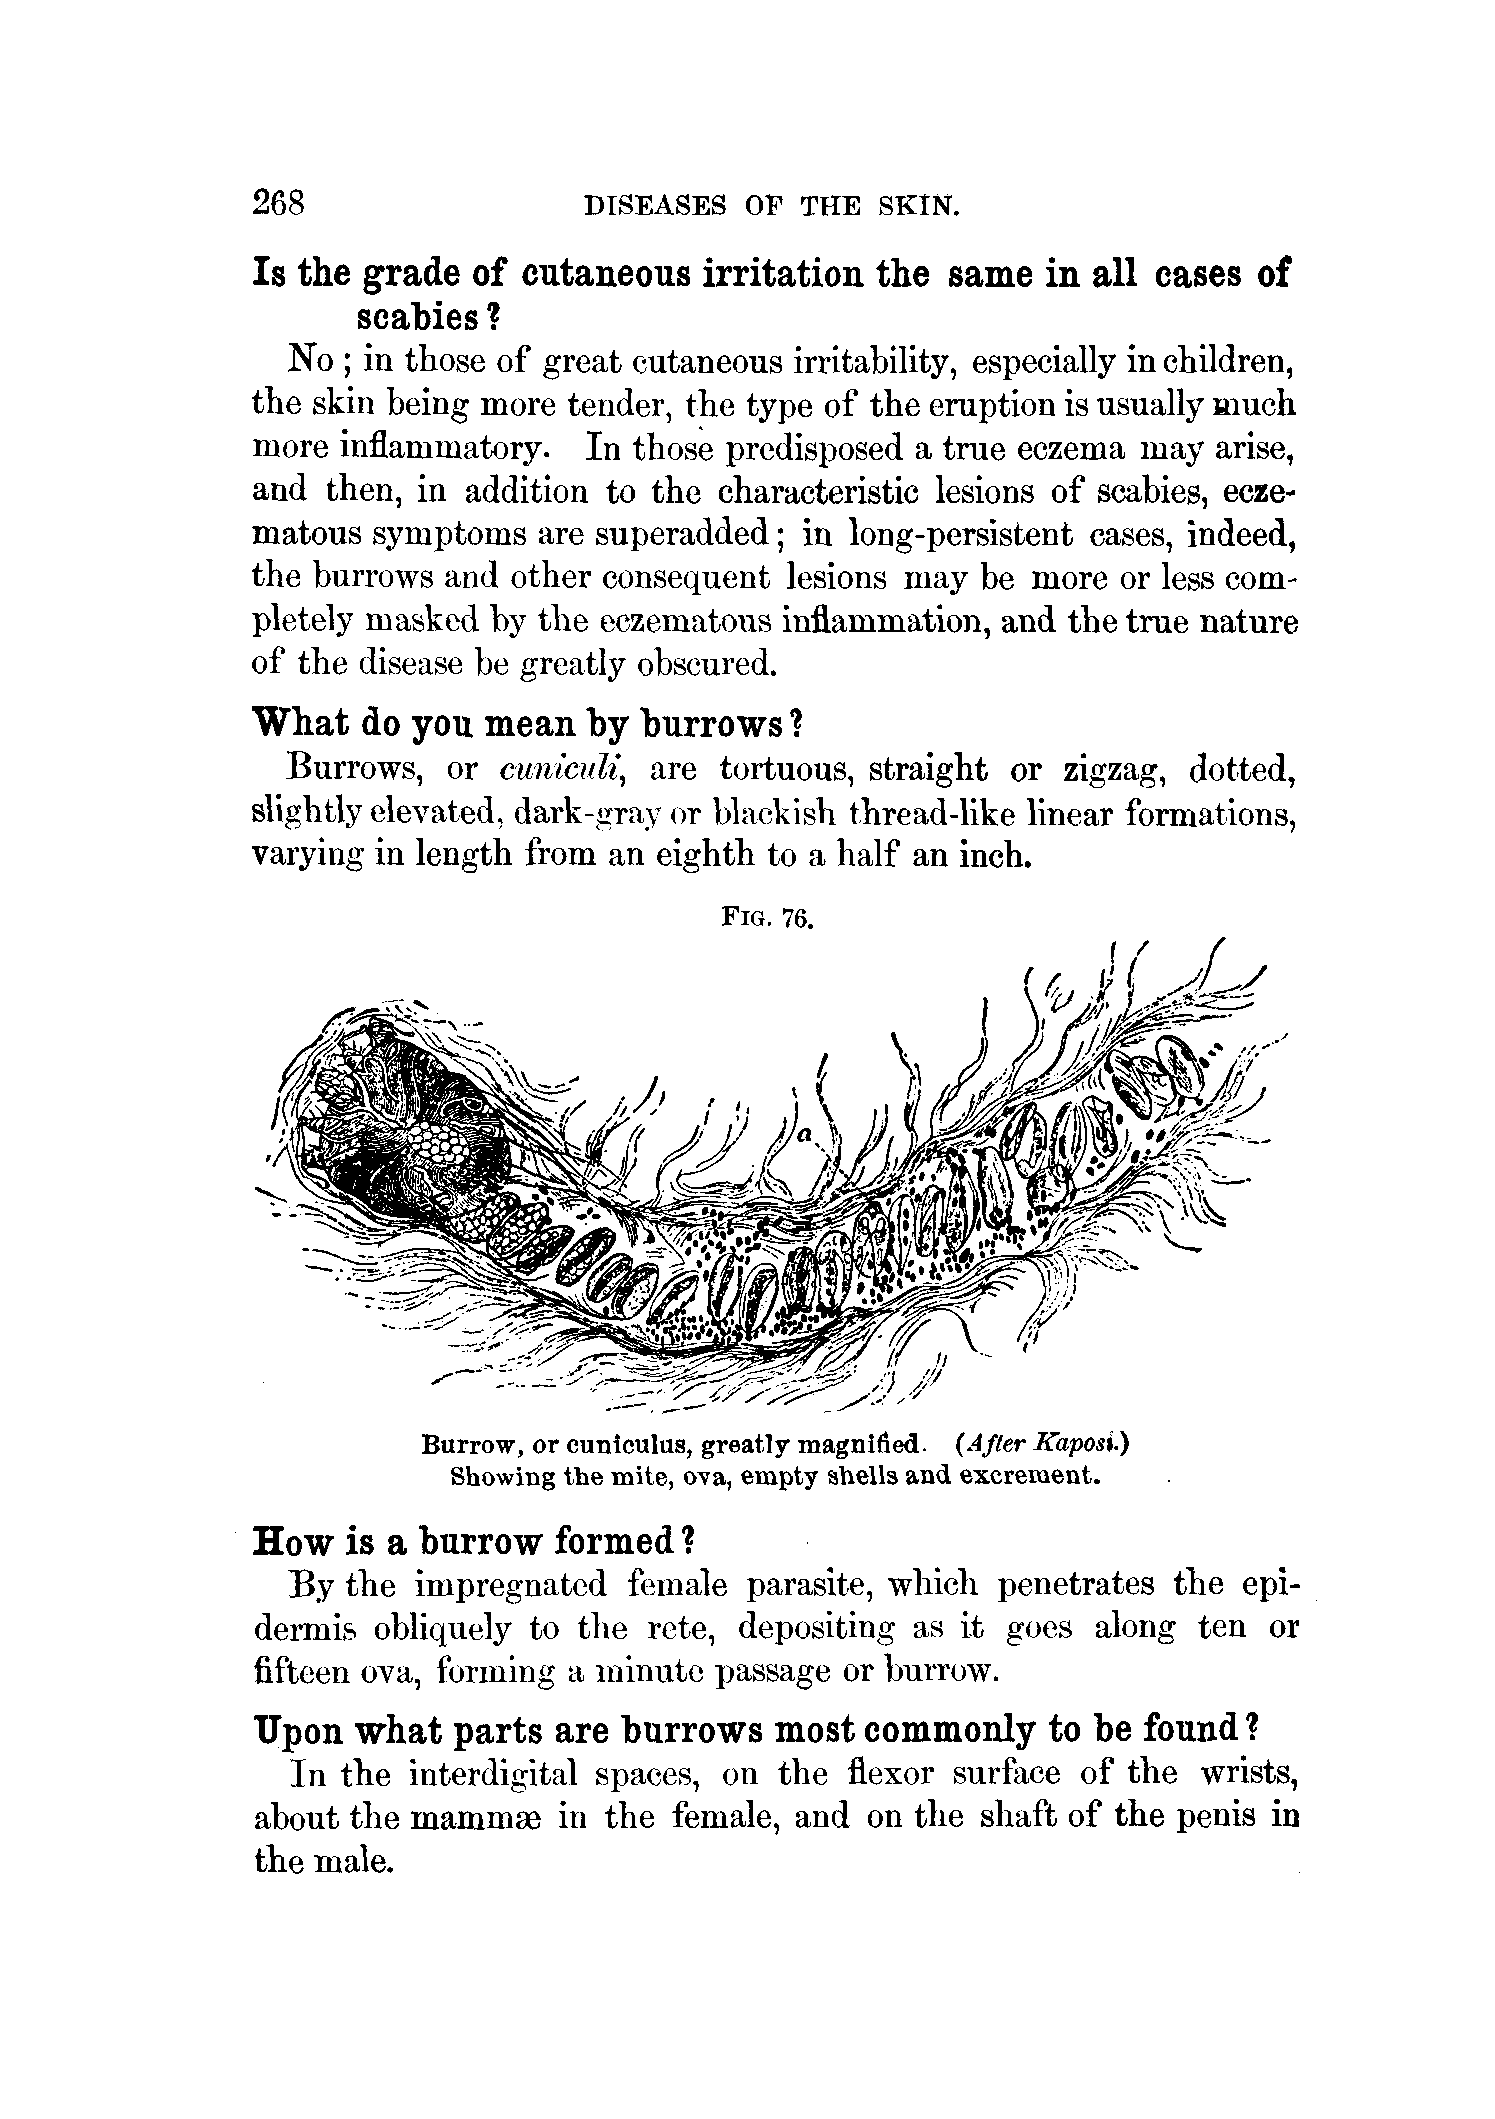 268 DISEASES OF THE SKIN.
Is the grade of cutaneous irritation the same in all cases of
scabies?
No; in those of great cutaneous irritability, especially in children,
the skin being more tender, the type of the eruption is usually much
more inflammatory. In those predisposed a true eczema may arise,
and then, in addition to the characteristic lesions of scabies, ecze-
matous symptoms are superadded; in long-persistent cases, indeed,
the burrows and other consequent lesions may be more or less com-
pletely masked by the eczematous inflammation, and the true nature
of the disease be greatly obscured.
What do you mean by burrows?
Burrows, or cuniculi, are tortuous, straight or zigzag, dotted,
slightly elevated, dark-gray or blackish thread-like linear formations,
varying in length from an eighth to a half an inch.
FIG. 76.
a
Burrow, or cuniculus, greatly magnified. (After Kaposi.)
Showing the mite, ova, empty shells and excrement.
How is a burrow formed?
By the impregnated female parasite, which penetrates the epi-
dermis obliquely to the rete, depositing as it goes along ten or
fifteen ova, forming a minute passage or burrow.
Upon what parts are burrows most commonly to be found?
In the interdigital spaces, on the flexor surface of the wrists,
about the mammæ in the female, and on the shaft of the penis in
the male.